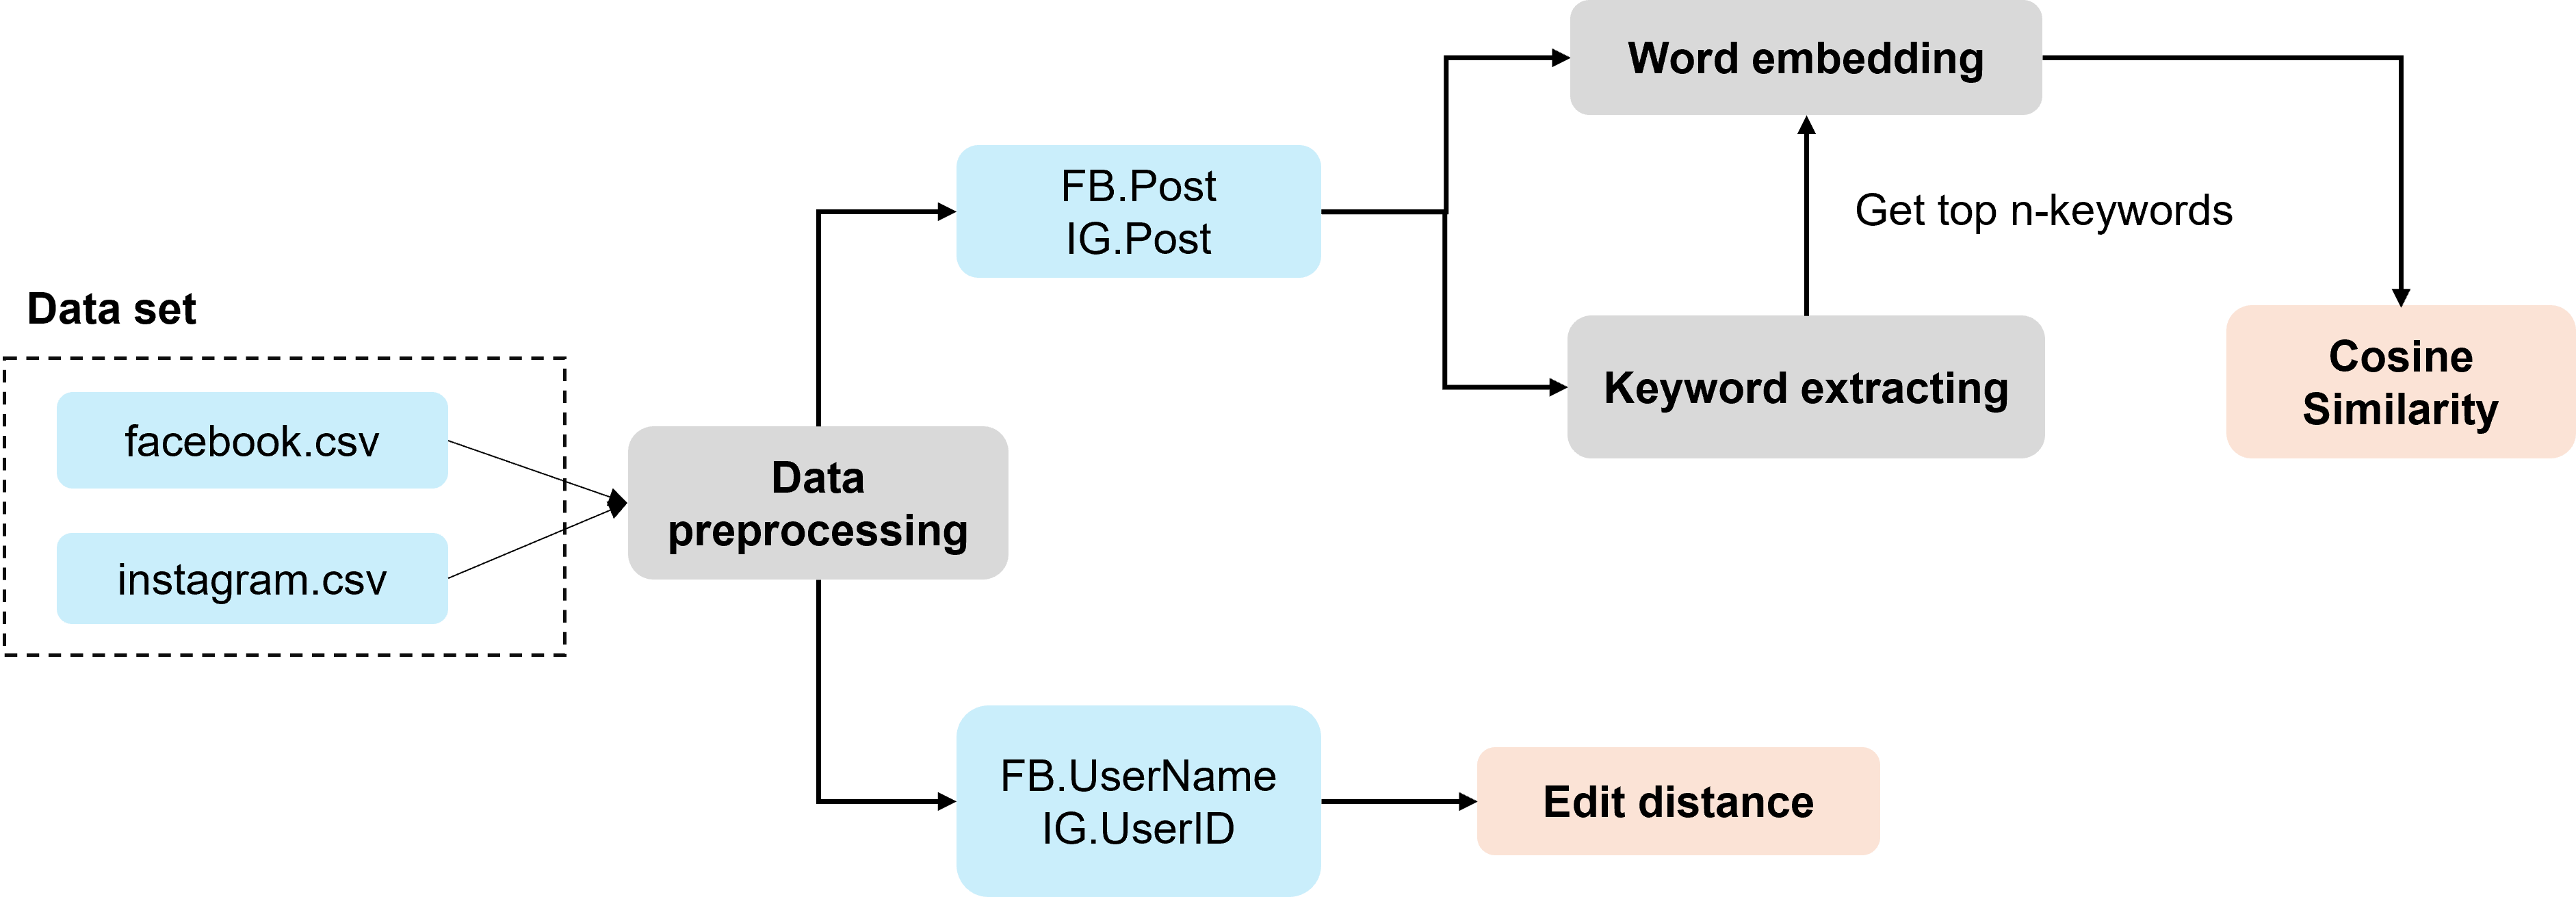 Data set
facebook.csv
instagram.csv
Data
preprocessing
FB.Post
IG.Post
Word embedding
Get top n-keywords
Keyword extracting
Cosine
Similarity
FB.UserName
IG.UserID
Edit distance